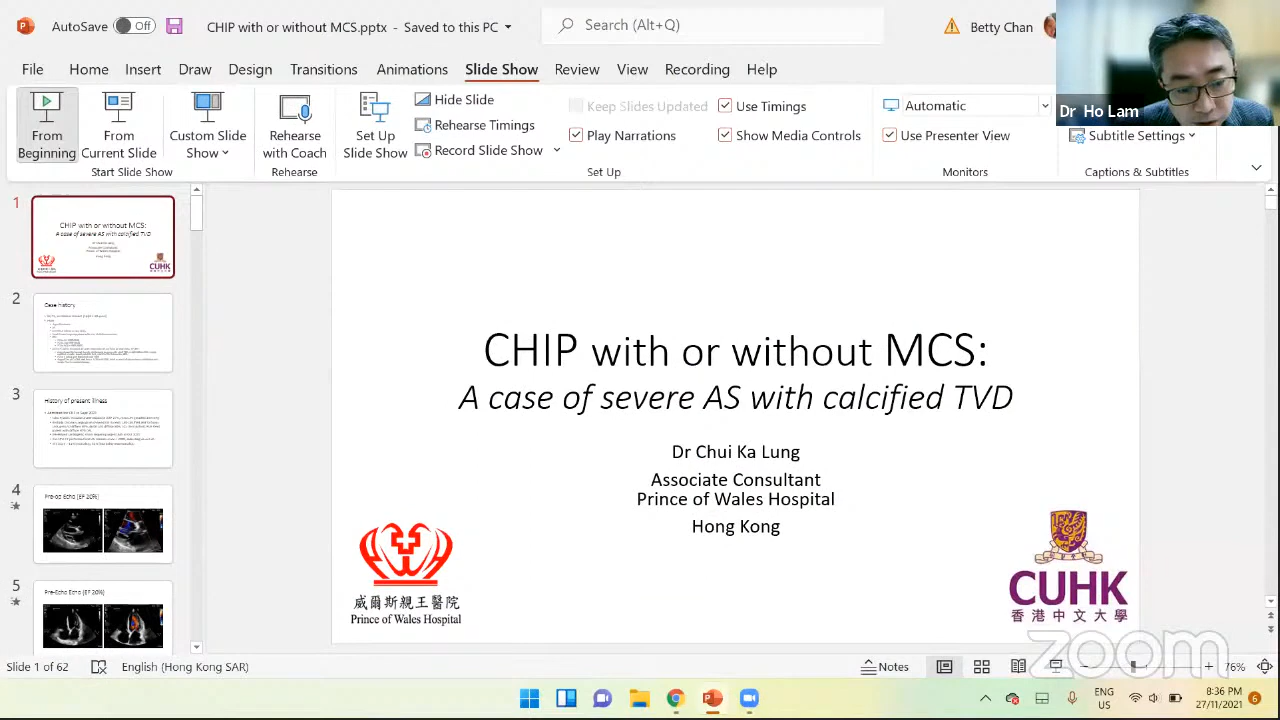 AutoSave Off CHIP with or without MCS.pptx - Saved to this PC Search (Alt+Q) Betty Chan
File Home Insert Draw Design Transitions Animations Slide Show Review View Recording Help
From Beginning
From Current Slide
Custom Slide Show
Start Slide Show
Rehearse with Coach
Rehearse
Set Up Slide Show
Hide Slide
Rehearse Timings
Record Slide Show
Keep Slides Updated
Play Narrations
Use Timings
Show Media Controls
Set Up
Automatic
Use Presenter View
Monitors
Subtitle Settings
Captions & Subtitles
Dr Ho Lam
1
CHIP with or without MCS:
A case of severe AS with calcified TVD
CUHK
2
Case history
3
History of present illness
4
Pre-op Echo (EF 20%)
5
Pre-Echo Echo (EF 20%)
CHIP with or without MCS:
A case of severe AS with calcified TVD
Dr Chui Ka Lung
Associate Consultant
Prince of Wales Hospital
Hong Kong
威爾斯親王醫院
Prince of Wales Hospital
CUHK
香港中文大學
zoom
Slide 1 of 62 English (Hong Kong SAR) Notes 76%
ENG
US
8:36 PM
27/11/2021
6